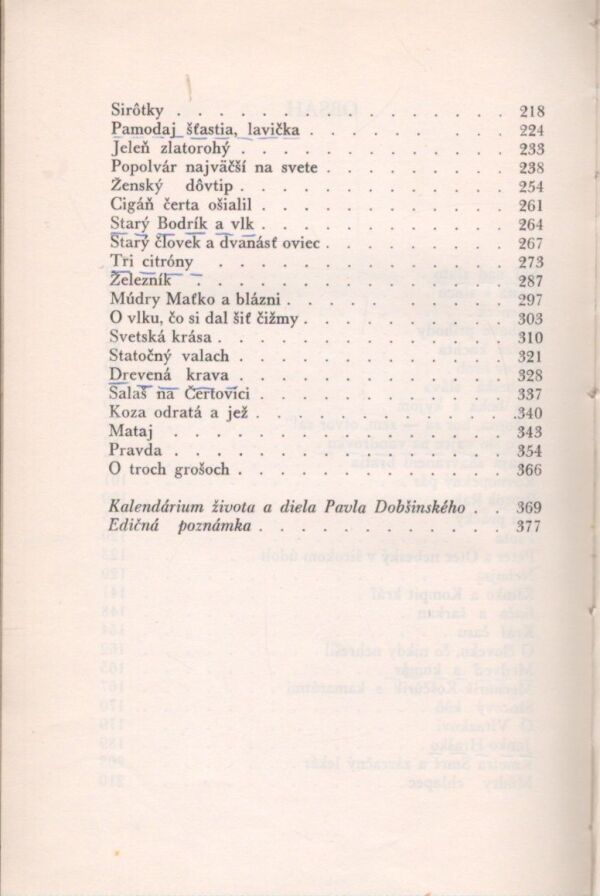 Sirôtky . . . . . . . . . . . . . . . 218
Pamodaj šťastia, lavička . . . . . . . . . 224
Jeleň zlatorohý . . . . . . . . . . . . 233
Popolvár najväčší na svete . . . . . . . . 238
Ženský dôvtip . . . . . . . . . . . . 254
Cigáň čerta ošialil . . . . . . . . . . . 261
Starý Bodrík a vlk . . . . . . . . . . . 264
Starý človek a dvanásť oviec . . . . . . . . 267
Tri citróny . . . . . . . . . . . . . 273
Železník . . . . . . . . . . . . . . 287
Múdry Maťko a blázni . . . . . . . . . . 297
O vlku, čo si dal šiť čižmy . . . . . . . . . 303
Svetská krása . . . . . . . . . . . . . 310
Statočný valach . . . . . . . . . . . . 321
Drevená krava . . . . . . . . . . . . 328
Salaš na Čertovici . . . . . . . . . . . 337
Koza odratá a jež . . . . . . . . . . . .340
Mataj . . . . . . . . . . . . . . . 343
Pravda . . . . . . . . . . . . . . . 354
O troch grošoch . . . . . . . . . . . . 366
Kalendárium života a diela Pavla Dobšinského . . 369
Edičná poznámka . . . . . . . . . . . . 377